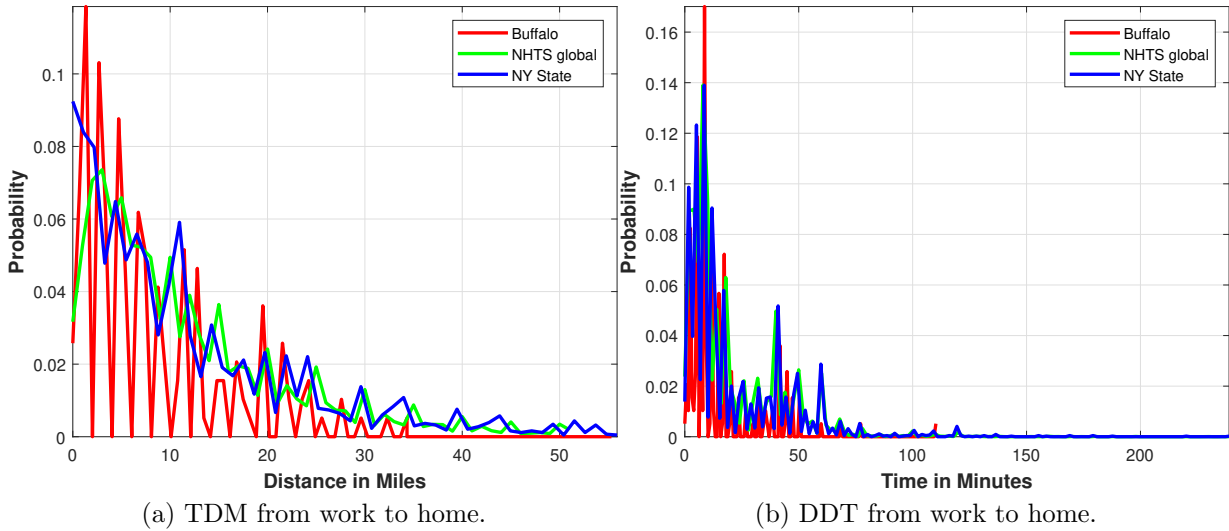 Buffalo
NHTS global
NY State
0.1
0.08
0.06
0.04
0.02
0
Probability
0 10 20 30 40 50
Distance in Miles
(a) TDM from work to home.
Buffalo
NHTS global
NY State
0.16
0.14
0.12
0.1
0.08
0.06
0.04
0.02
0
Probability
0 50 100 150 200
Time in Minutes
(b) DDT from work to home.